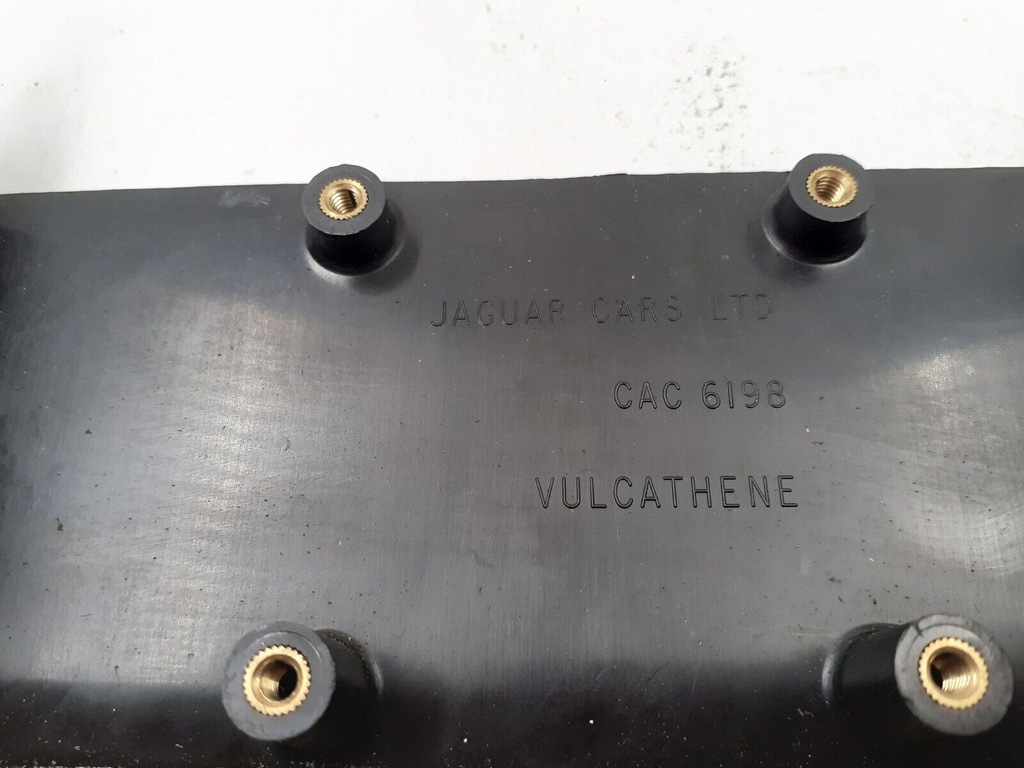 JAGUAR CARS LTD
CAC 6198
VULCATHENE